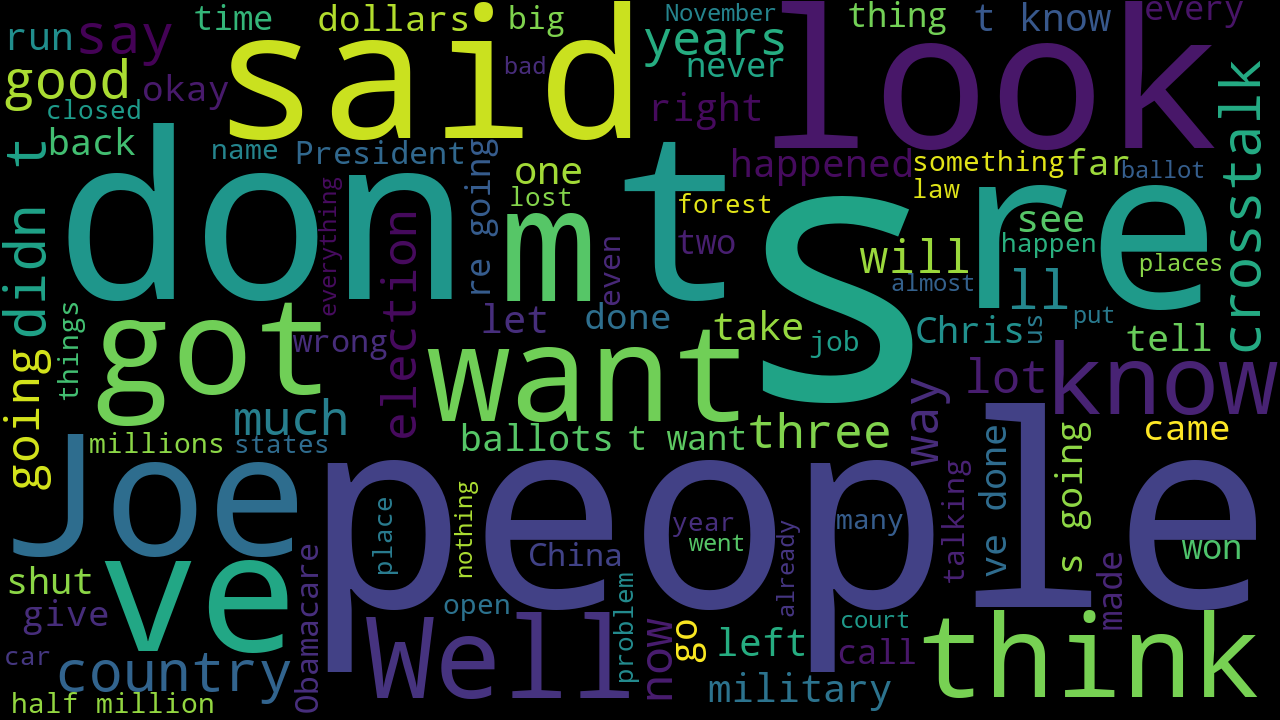 run
say
time
dollars
big
November
thing
t know
every
said
look
years
good
okay
bad
never
closed
right
crosstalk
didn t
back
name
President
re going
one
happened
something
far
ballot
law
don
t
s
re
m
lost
forest
everything
election
even
two
will
see
happen
places
almost
ll
got
things
let
done
take
job
Chris
us
put
tell
wrong
want
know
lot
going
much
millions
states
ballots
t want
three
way
came
Joe
people
place
nothing
year
went
China
already
many
talking
ve done
s going
won
shut
ve
Obamacare
open
problem
made
give
Well
now
go
left
court
call
think
car
country
military
half million